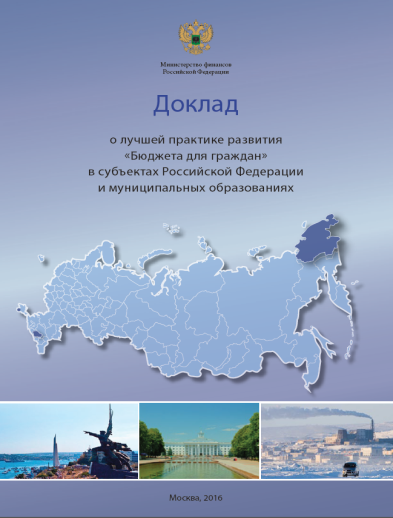 Министерство финансов
Российской Федерации
Доклад
о лучшей практике развития
«Бюджета для граждан»
в субъектах Российской Федерации
и муниципальных образованиях
Москва, 2016